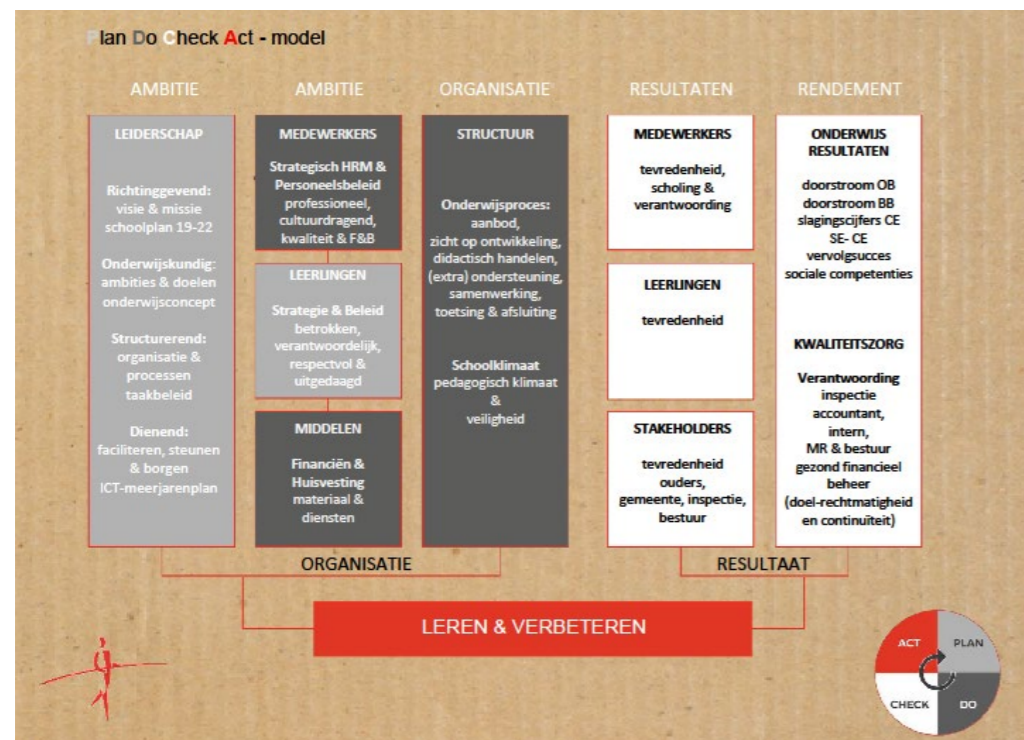 Plan Do Check Act - model
AMBITIE
LEIDERSCHAP
Richtinggevend:
visie & missie
schoolplan 19-22
Onderwijskundig:
ambities & doelen
onderwijsconcept
Structurerend:
organisatie &
processen
taakbeleid
Dienend:
faciliteren, steunen
& borgen
ICT-meerjarenplan
AMBITIE
MEDEWERKERS
Strategisch HRM &
Personeelsbeleid
professioneel,
cultuurdragend,
kwaliteit & F&B
LEERLINGEN
Strategie & Beleid
betrokken,
verantwoordelijk,
respectvol &
uitgedaagd
MIDDELEN
Financiën &
Huisvesting
materiaal &
diensten
ORGANISATIE
STRUCTUUR
Onderwijsproces:
aanbod,
zicht op ontwikkeling,
didactisch handelen,
(extra) ondersteuning,
samenwerking,
toetsing & afsluiting
Schoolklimaat
pedagogisch klimaat
&
veiligheid
RESULTATEN
MEDEWERKERS
tevredenheid,
scholing &
verantwoording
LEERLINGEN
tevredenheid
STAKEHOLDERS
tevredenheid
ouders,
gemeente, inspectie,
bestuur
RENDEMENT
ONDERWIJS
RESULTATEN
doorstroom OB
doorstroom BB
slagingscijfers CE
SE- CE
vervolgsucces
sociale competenties
KWALITEITSZORG
Verantwoording
inspectie
accountant,
intern,
MR & bestuur
gezond financieel
beheer
(doel-rechtmatigheid
en continuïteit)
ORGANISATIE
RESULTAAT
LEREN & VERBETEREN
ACT
PLAN
CHECK
DO